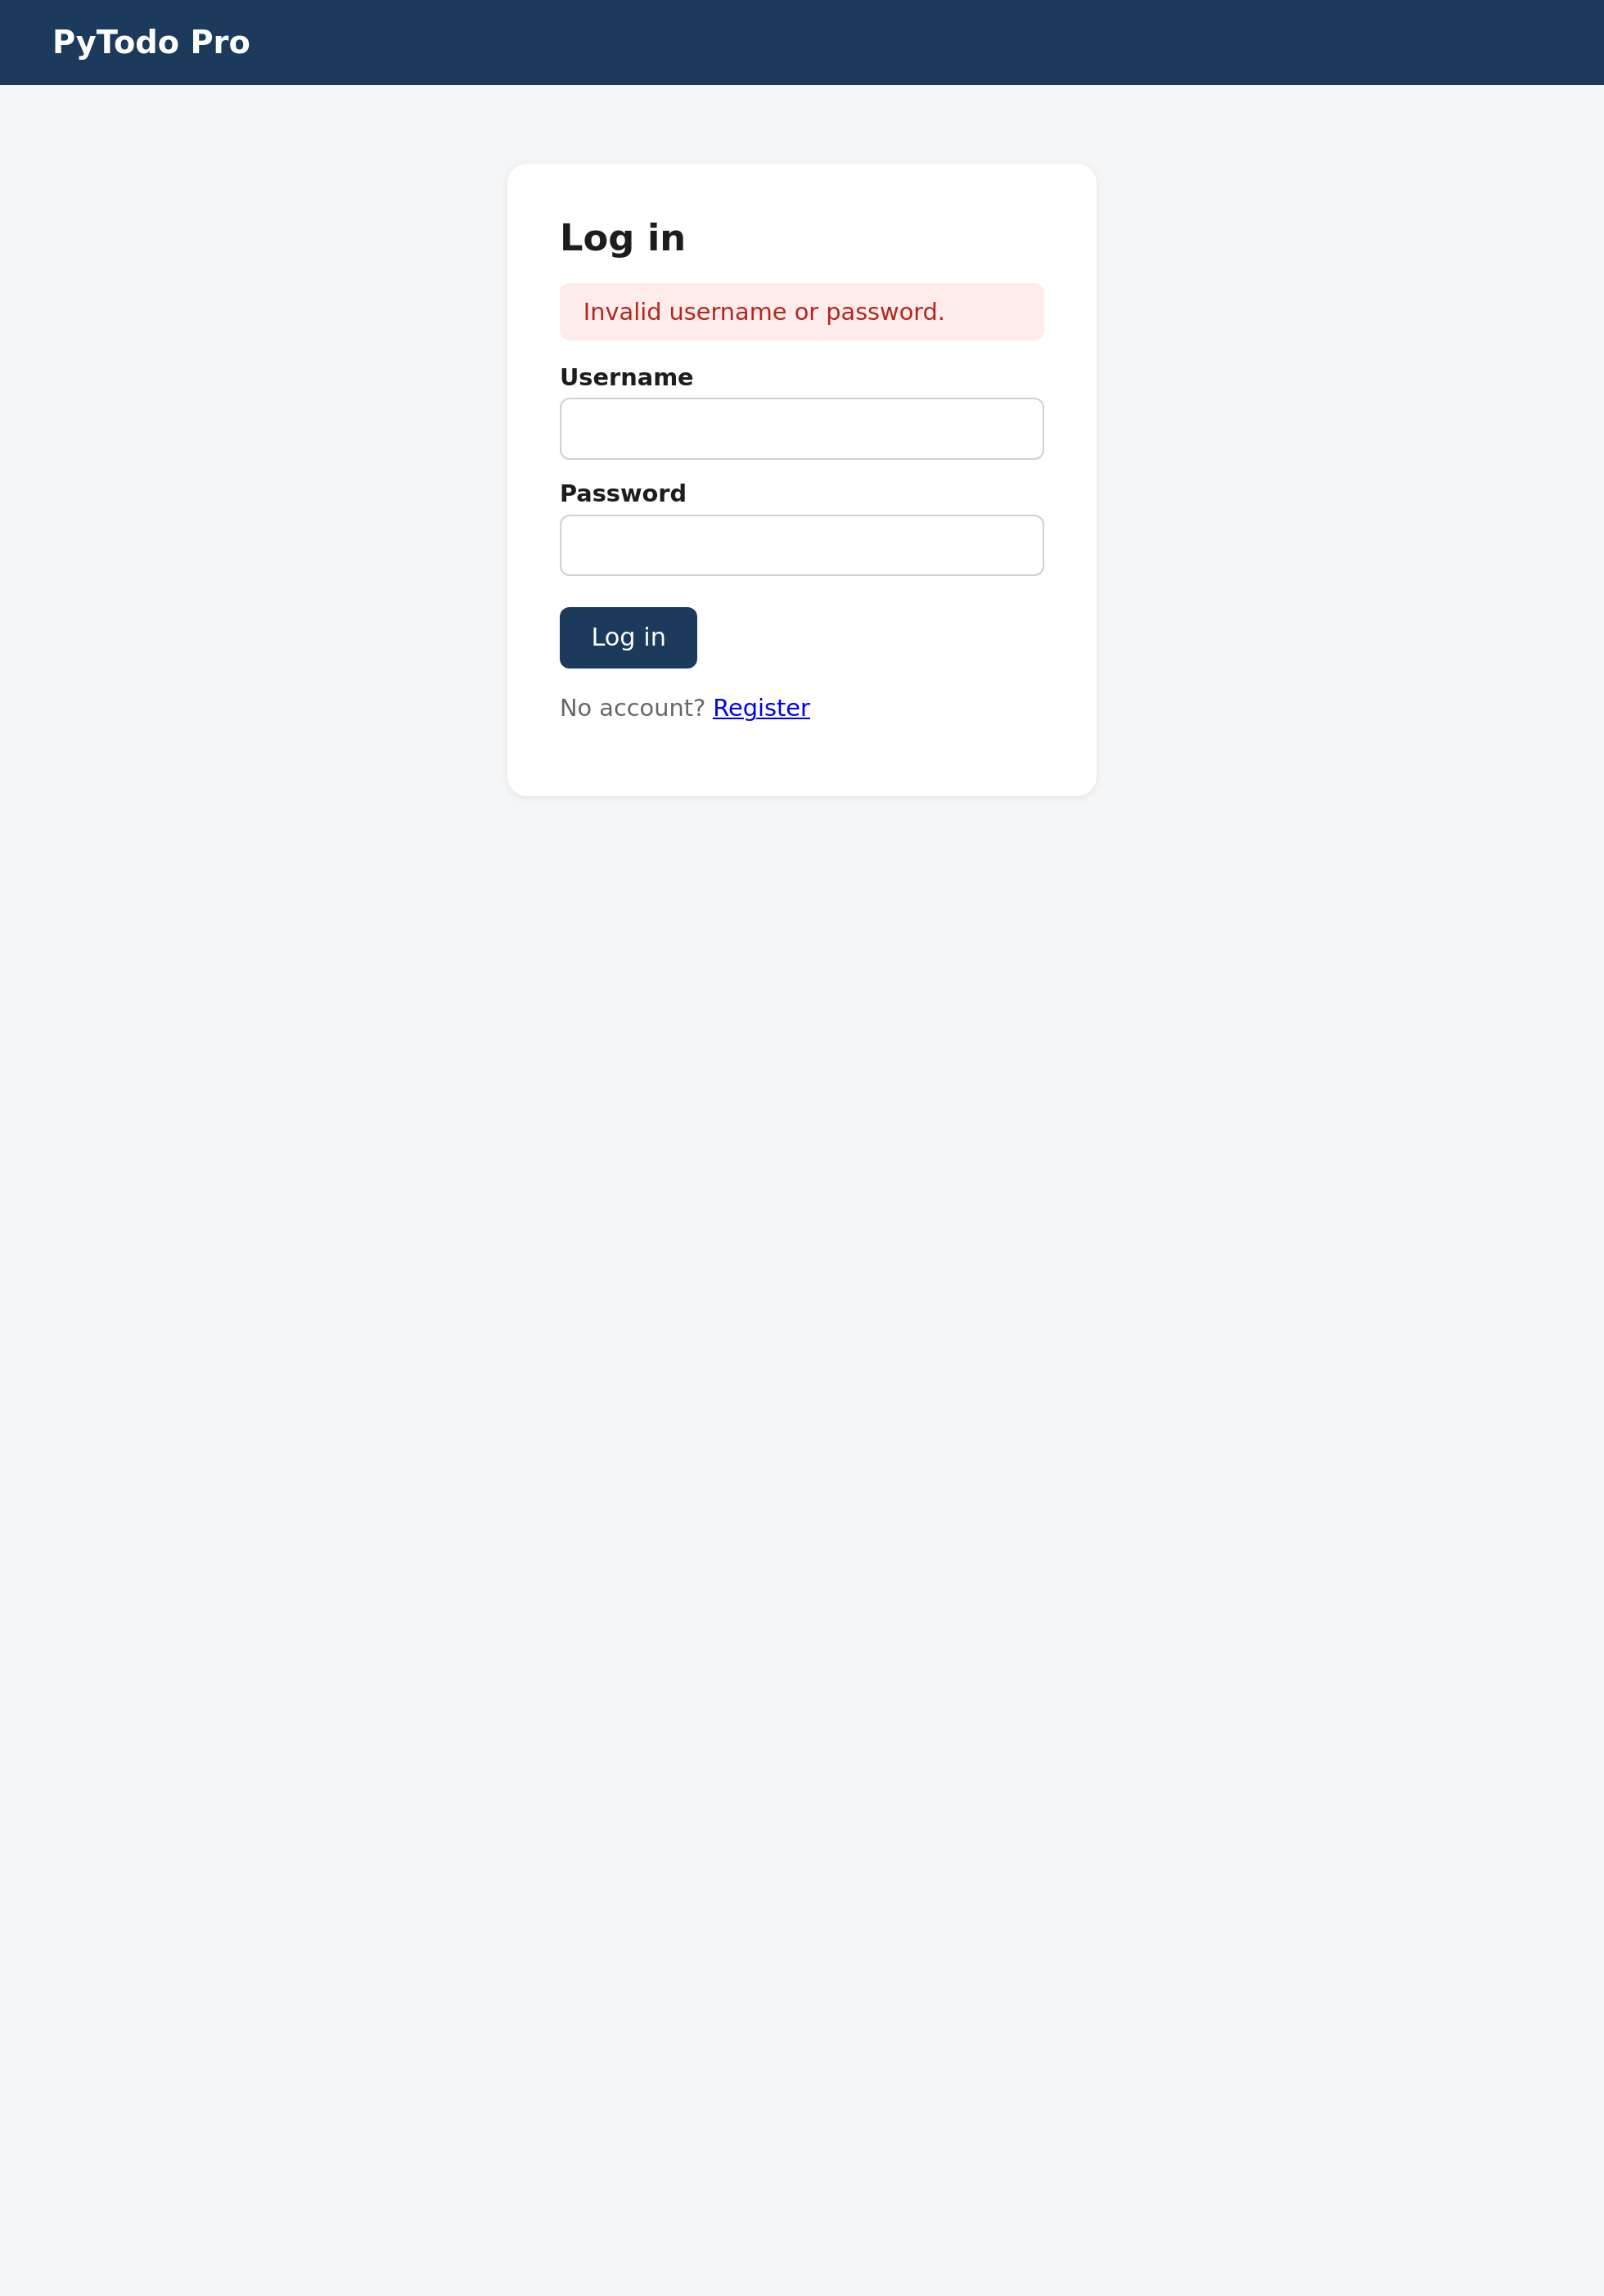 PyTodo Pro
Log in
Invalid username or password.
Username
Password
Log in
No account? Register